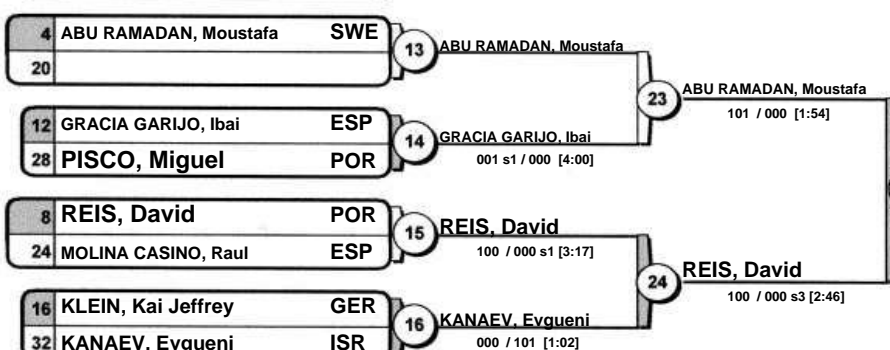 4 ABU RAMADAN, Moustafa SWE
20
13
ABU RAMADAN, Moustafa
12 GRACIA GARIJO, Ibai ESP
28 PISCO, Miguel POR
14
GRACIA GARIJO, Ibai
001 s1 / 000 [4:00]
23
ABU RAMADAN, Moustafa
101 / 000 [1:54]
8 REIS, David POR
24 MOLINA CASINO, Raul ESP
15
REIS, David
100 / 000 s1 [3:17]
16 KLEIN, Kai Jeffrey GER
32 KANAEV, Evgueni ISR
16
KANAEV, Evgueni
000 / 101 [1:02]
24
REIS, David
100 / 000 s3 [2:46]